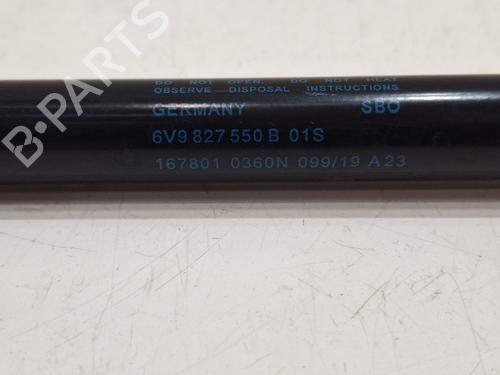 DO NOT OPEN, DO NOT HEAT
OBSERVE DISPOSAL INSTRUCTIONS
GERMANY SBO
6V9 827 550 B 01S
167801 0360N 099/19 A23
B-PARTS